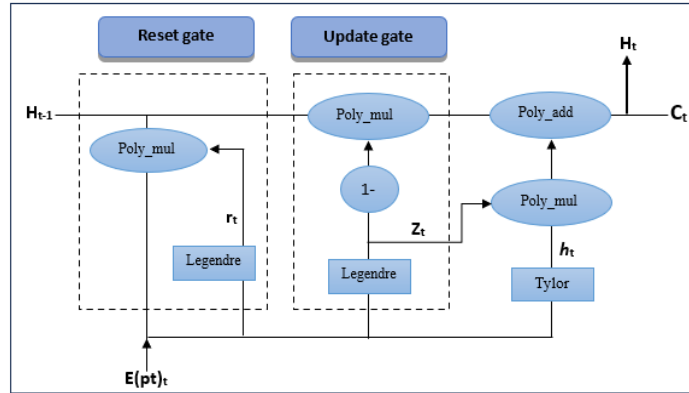 Reset gate
Update gate
Hₜ
Hₜ₋₁
Poly_mul
Poly_add
Cₜ
Poly_mul
1-
Poly_mul
rₜ
Zₜ
hₜ
Legendre
Legendre
Tylor
E(pt)ₜ